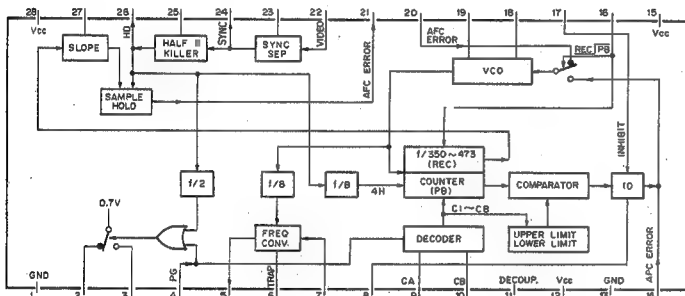 28 27 26 25 24 23 22 21 20 19 18 17 16 15
Vcc
HD
SYNC
VIDEO
AFC ERROR
AFC ERROR
REC PB
Vcc
SLOPE
HALF H KILLER
SYNC SEP
VCO
SAMPLE HOLD
INHIBIT
f/350~473 (REC)
COUNTER (PB)
f/2
f/8
f/8
4H
COMPARATOR
ID
0.7V
C1~C8
FREQ CONV.
DECODER
UPPER LIMIT
LOWER LIMIT
GND
PG
TRAP
CA
CB
DECOUP.
Vcc
GND
APC ERROR
1 2 3 4 5 6 7 8 9 10 11 12 13